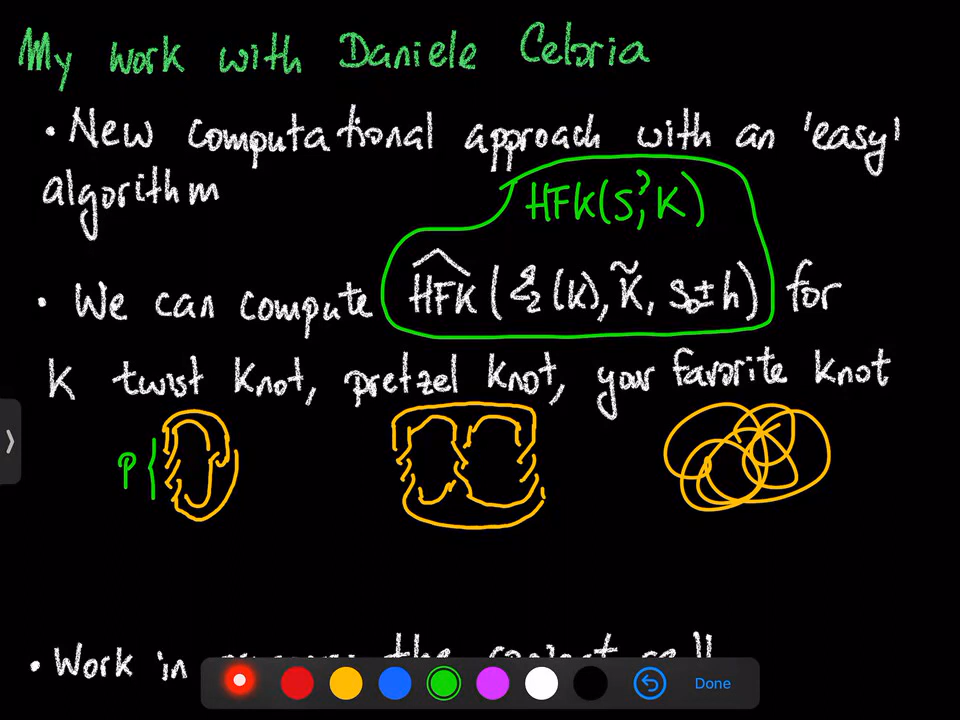 My work with Daniele Celoria
• New computational approach with an 'easy'
algorithm
HFK(S³, K)
• We can compute \widehat{HFK}(Σ₂(K), K̃, s₀±h) for
K twist knot, pretzel knot, your favorite knot
P{
• Work in
Done